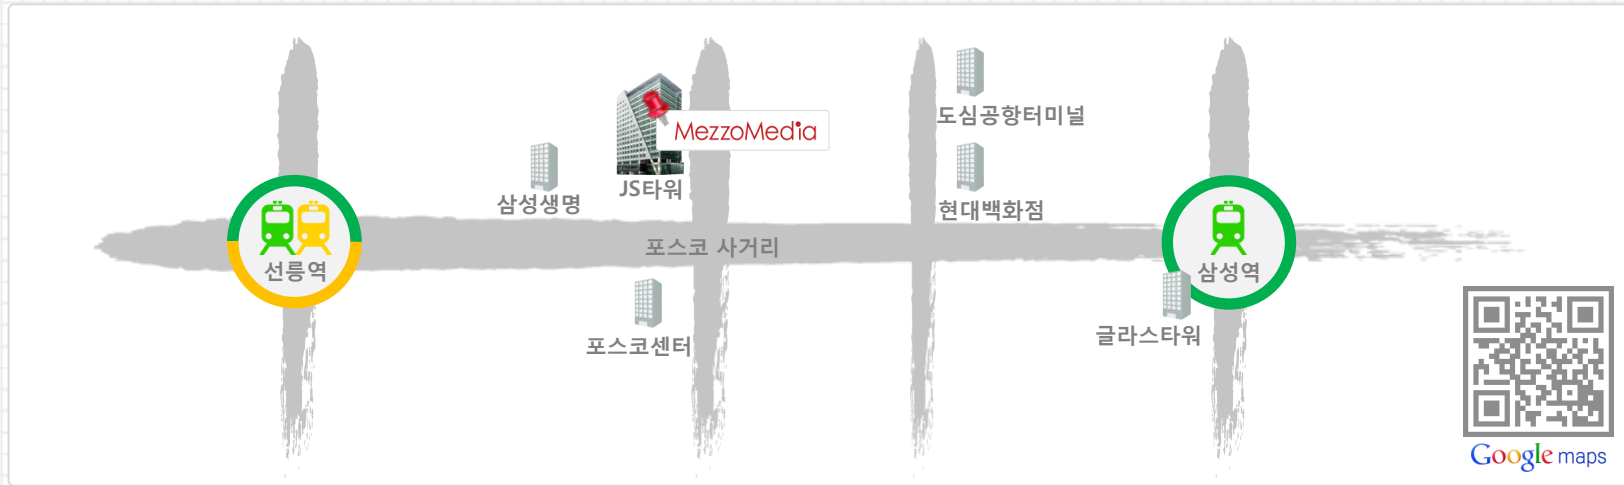 도심공항터미널
MezzoMedia
JS타워
삼성생명
현대백화점
포스코 사거리
선릉역
삼성역
글라스타워
포스코센터
Google maps